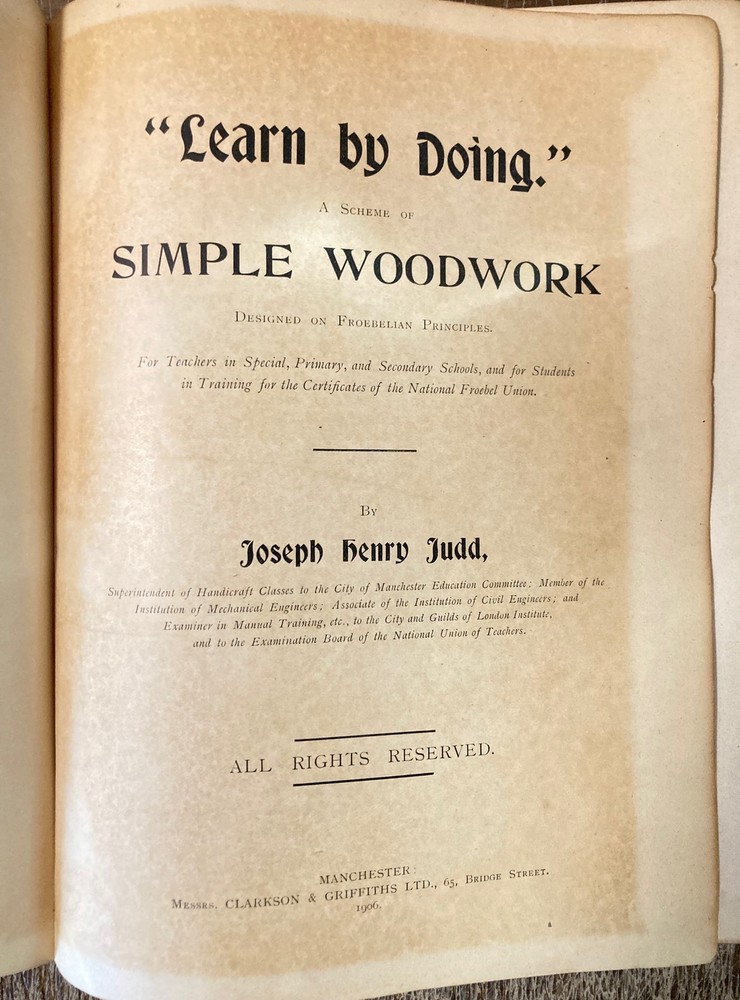 “Learn by Doing.”
A Scheme of
SIMPLE WOODWORK
Designed on Froebelian Principles.
For Teachers in Special, Primary, and Secondary Schools, and for Students
in Training for the Certificates of the National Froebel Union.
By
Joseph Henry Judd,
Superintendent of Handicraft Classes to the City of Manchester Education Committee; Member of the
Institution of Mechanical Engineers; Associate of the Institution of Civil Engineers; and
Examiner in Manual Training, etc., to the City and Guilds of London Institute,
and to the Examination Board of the National Union of Teachers.
ALL RIGHTS RESERVED.
MANCHESTER:
Messrs. CLARKSON & GRIFFITHS LTD., 65, Bridge Street.
1906.